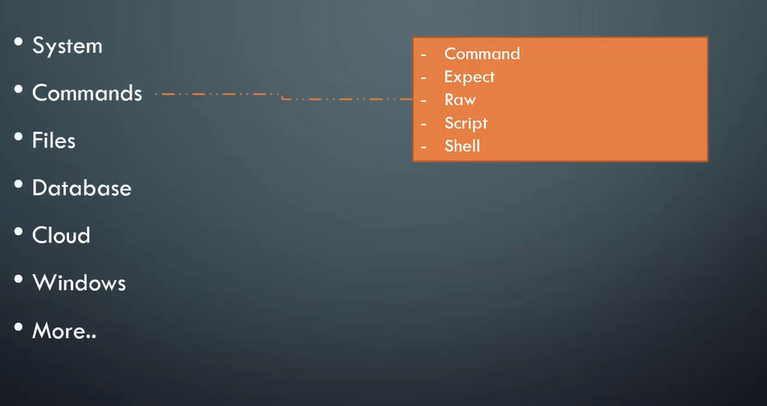 • System
• Commands
• Files
• Database
• Cloud
• Windows
• More..
- Command
- Expect
- Raw
- Script
- Shell